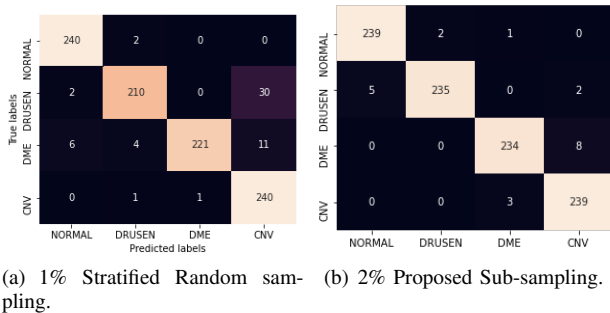 NORMAL 240 2 0 0
DRUSEN 2 210 0 30
DME 6 4 221 11
CNV 0 1 1 240
NORMAL DRUSEN DME CNV
Predicted labels
True labels
(a) 1% Stratified Random sam-
pling.
NORMAL 239 2 1 0
DRUSEN 5 235 0 2
DME 0 0 234 8
CNV 0 0 3 239
NORMAL DRUSEN DME CNV
(b) 2% Proposed Sub-sampling.